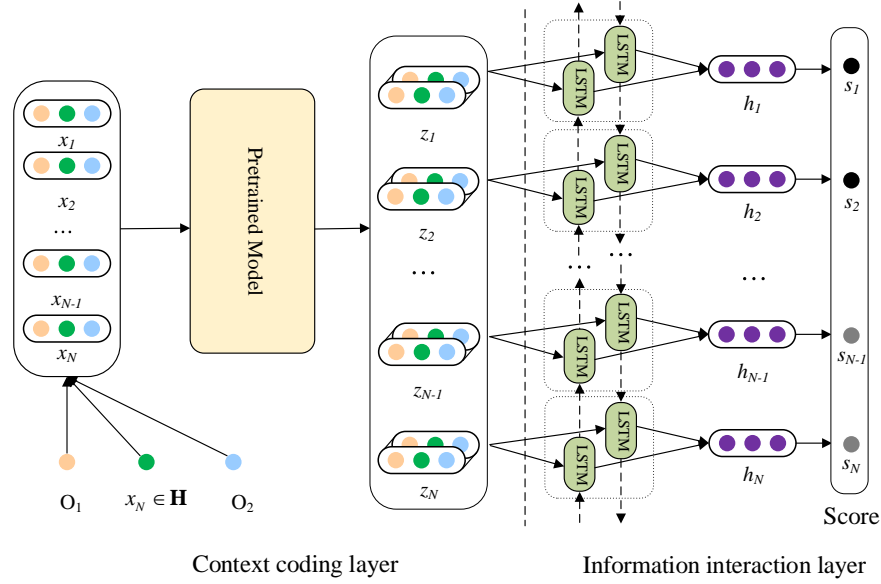 x1
x2
...
xN-1
xN
O1
xN ∈ H
O2
Pretrained Model
z1
z2
...
zN-1
zN
LSTM
LSTM
LSTM
LSTM
...
...
LSTM
LSTM
LSTM
LSTM
h1
h2
...
hN-1
hN
s1
s2
sN-1
sN
Score
Context coding layer
Information interaction layer